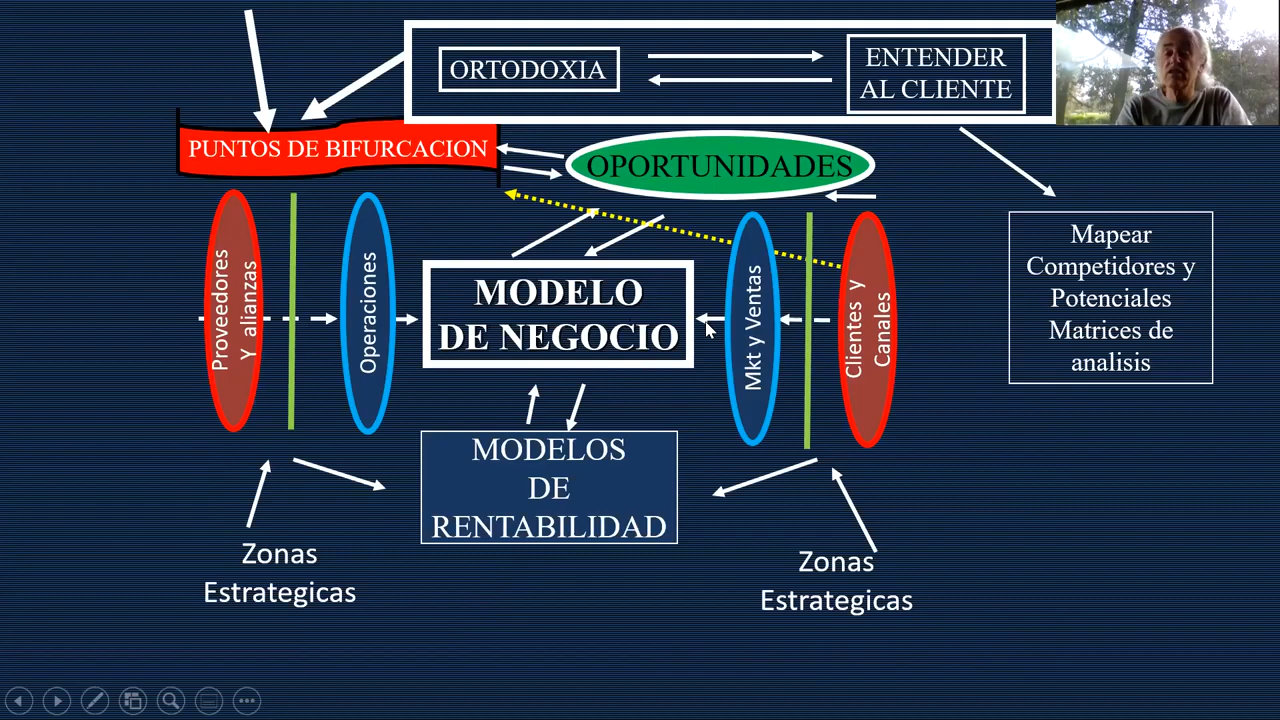 ORTODOXIA
ENTENDER
AL CLIENTE
PUNTOS DE BIFURCACION
OPORTUNIDADES
Mapear
Competidores y
Potenciales
Matrices de
analisis
Proveedores
Y alianzas
Operaciones
MODELO
DE NEGOCIO
Mkt y Ventas
Clientes y
Canales
MODELOS
DE
RENTABILIDAD
Zonas
Estrategicas
Zonas
Estrategicas